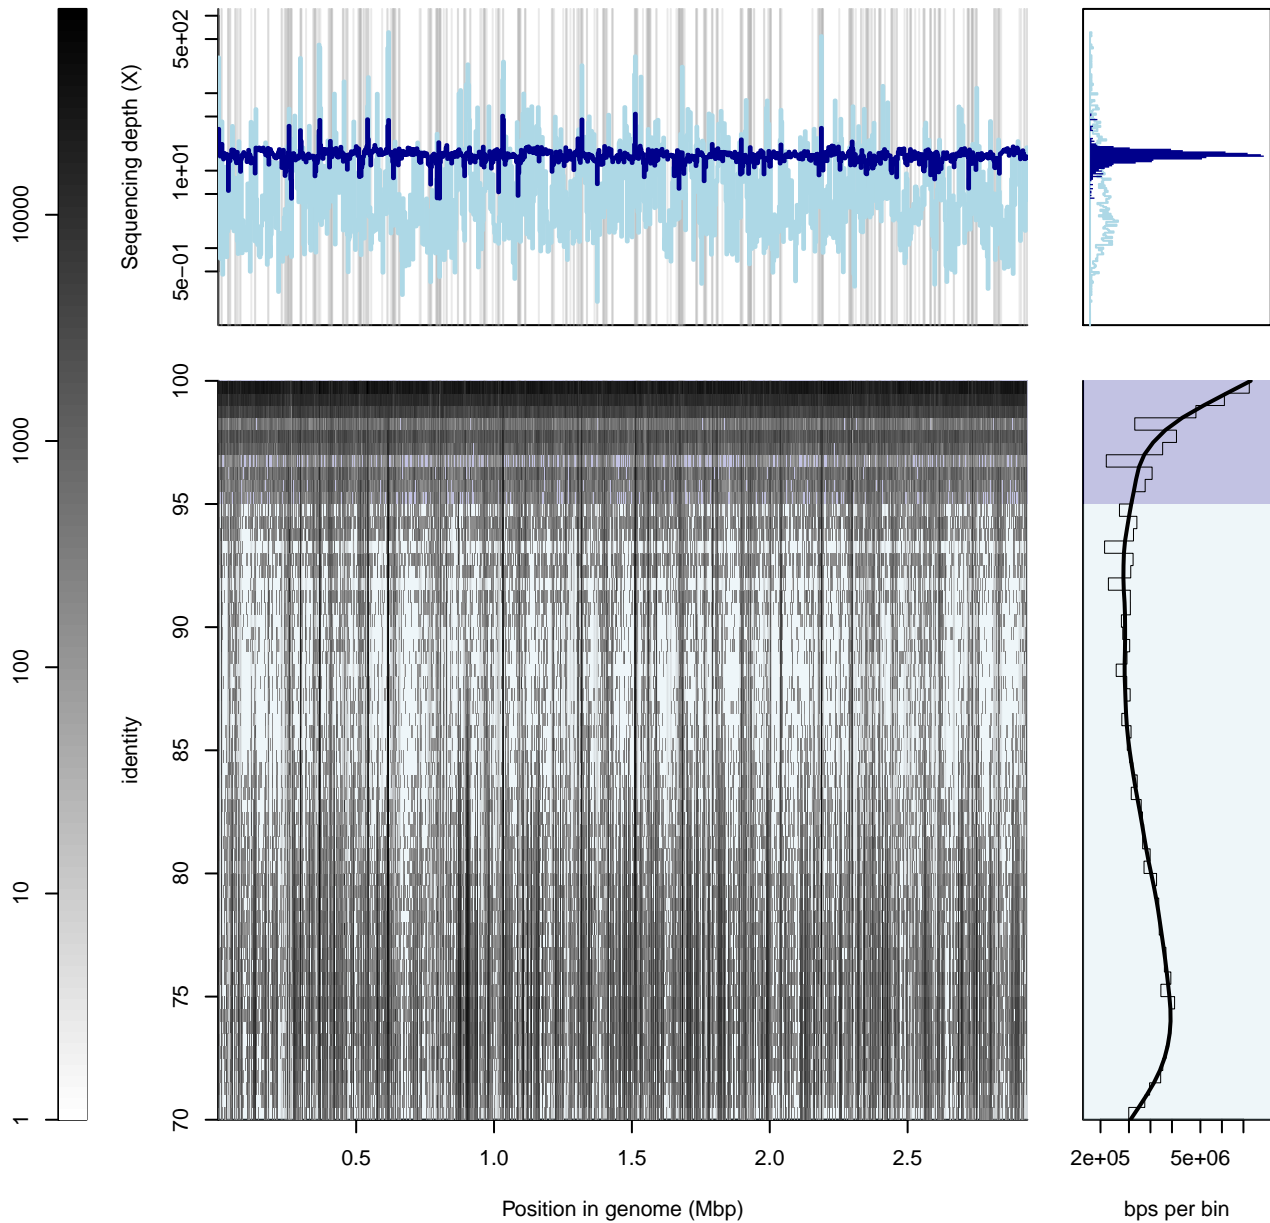 1
10
100
1000
10000
Sequencing depth (X)
5e−01
1e+01
5e+02
identity
70
75
80
85
90
95
100
0.5
1.0
1.5
2.0
2.5
Position in genome (Mbp)
2e+05
5e+06
bps per bin